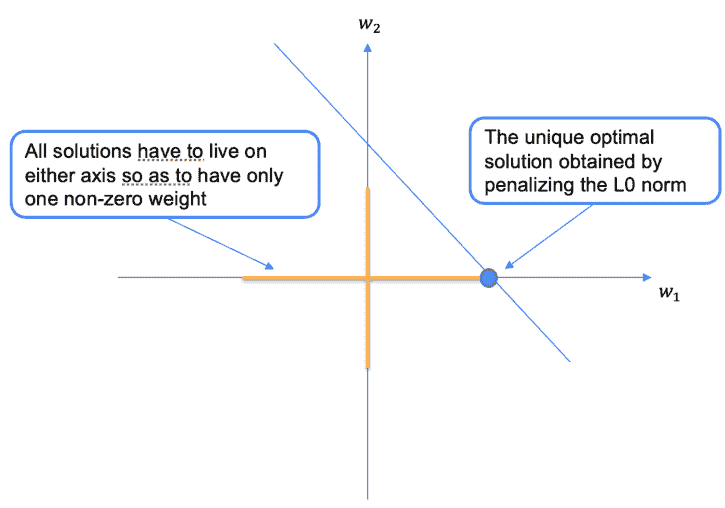 w₂
All solutions have to live on
either axis so as to have only
one non-zero weight
The unique optimal
solution obtained by
penalizing the L0 norm
w₁